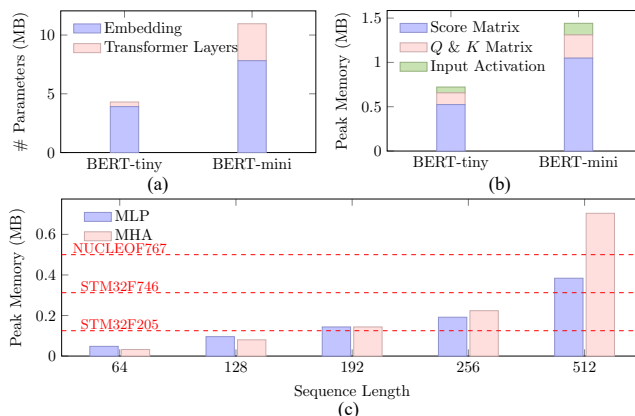 # Parameters (MB)
10
5
0
Embedding
Transformer Layers
BERT-tiny
BERT-mini
(a)
Peak Memory (MB)
1.5
1
0.5
0
Score Matrix
Q & K Matrix
Input Activation
BERT-tiny
BERT-mini
(b)
Peak Memory (MB)
0.6
0.4
0.2
0
MLP
MHA
NUCLEOF767
STM32F746
STM32F205
64
128
192
256
512
Sequence Length
(c)